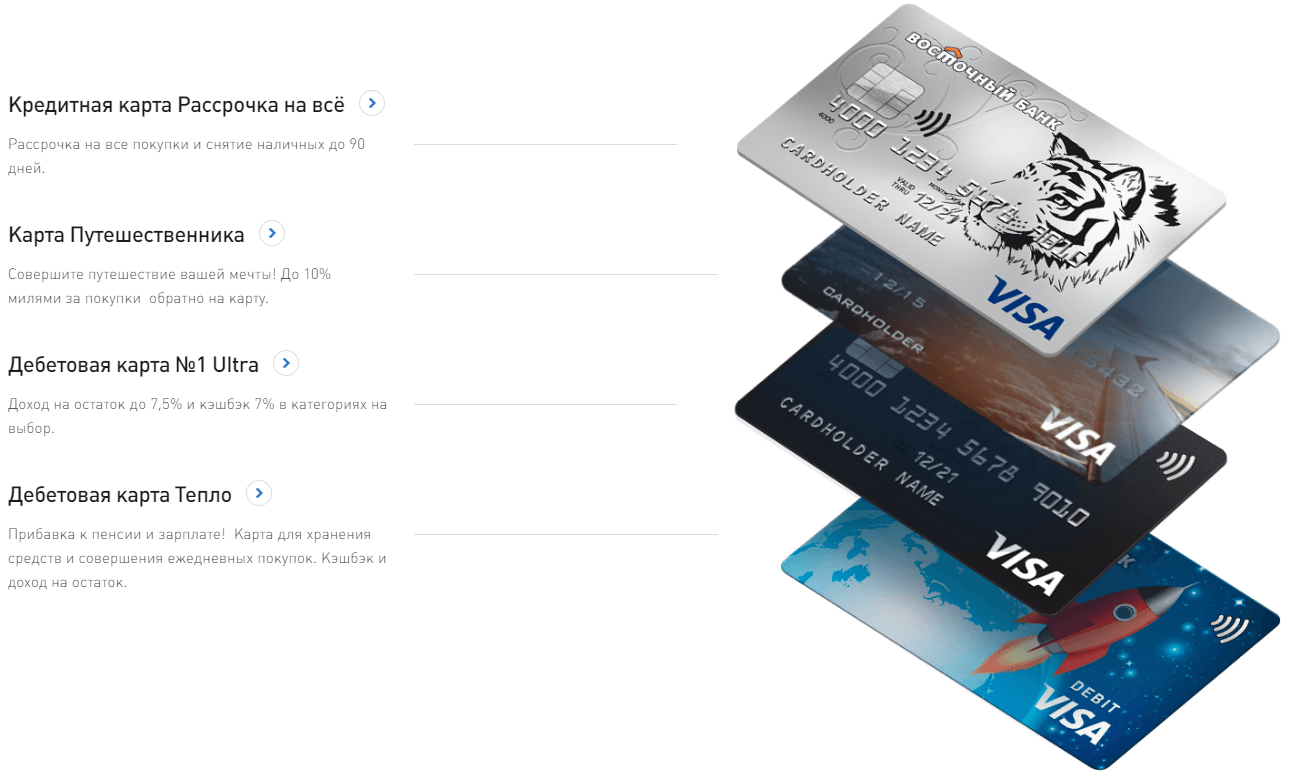 Кредитная карта Рассрочка на всё
Рассрочка на все покупки и снятие наличных до 90
дней.
Карта Путешественника
Совершите путешествие вашей мечты! До 10%
милями за покупки обратно на карту.
Дебетовая карта №1 Ultra
Доход на остаток до 7,5% и кэшбэк 7% в категориях на
выбор.
Дебетовая карта Тепло
Прибавка к пенсии и зарплате! Карта для хранения
средств и совершения ежедневных покупок. Кэшбэк и
доход на остаток.
ВОСТОЧНЫЙ БАНК
4000 1234 5678 9010
4000
VALID
THRU
MONTH/YEAR
12/21
CARDHOLDER NAME
VISA
12/15
5432
CARDHOLDER
VISA
4000 1234 5678 9010
12/21
CARDHOLDER NAME
VISA
DEBIT
VISA